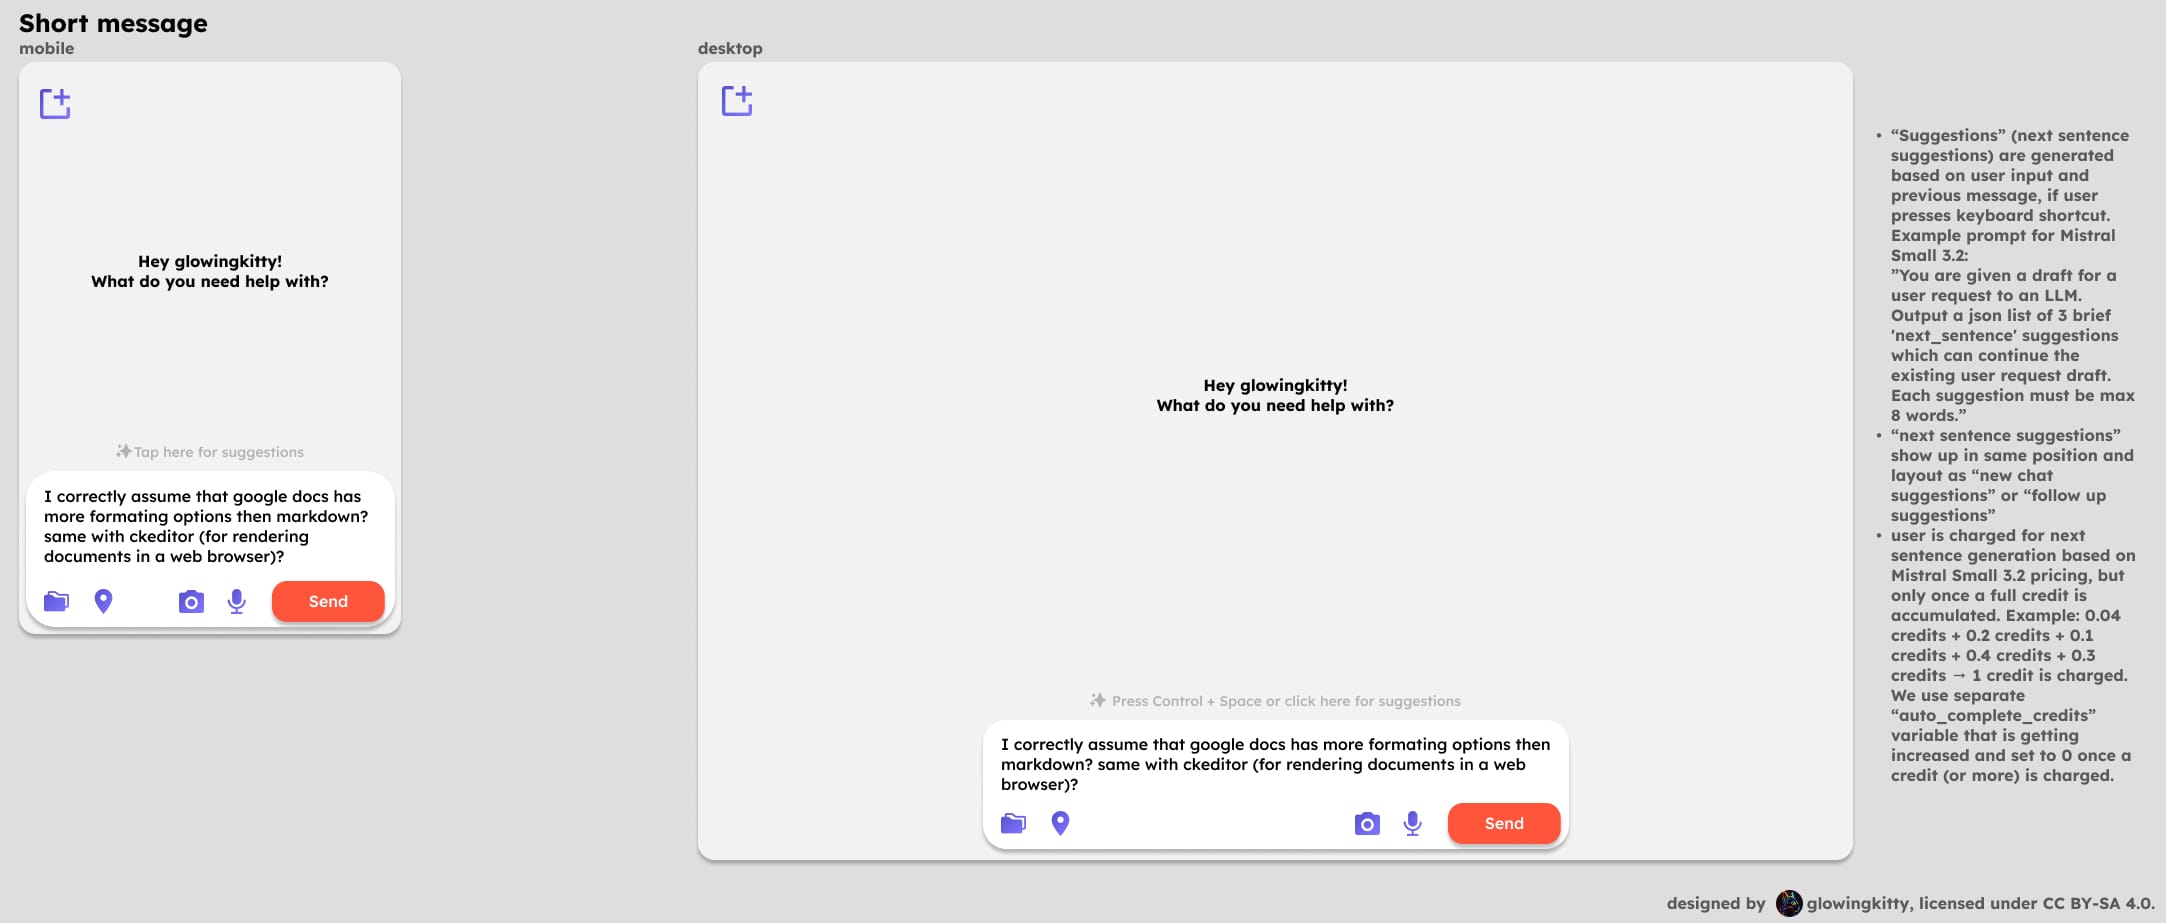 Short message
mobile
Hey glowingkitty!
What do you need help with?
Tap here for suggestions
I correctly assume that google docs has
more formating options then markdown?
same with ckeditor (for rendering
documents in a web browser)?
Send
desktop
Hey glowingkitty!
What do you need help with?
Press Control + Space or click here for suggestions
I correctly assume that google docs has more formating options then
markdown? same with ckeditor (for rendering documents in a web
browser)?
Send
• “Suggestions” (next sentence
suggestions) are generated
based on user input and
previous message, if user
presses keyboard shortcut.
Example prompt for Mistral
Small 3.2:
”You are given a draft for a
user request to an LLM.
Output a json list of 3 brief
'next_sentence' suggestions
which can continue the
existing user request draft.
Each suggestion must be max
8 words.”
• “next sentence suggestions”
show up in same position and
layout as “new chat
suggestions” or “follow up
suggestions”
• user is charged for next
sentence generation based on
Mistral Small 3.2 pricing, but
only once a full credit is
accumulated. Example: 0.04
credits + 0.2 credits + 0.1
credits + 0.4 credits + 0.3
credits → 1 credit is charged.
We use separate
“auto_complete_credits”
variable that is getting
increased and set to 0 once a
credit (or more) is charged.
designed by glowingkitty, licensed under CC BY-SA 4.0.